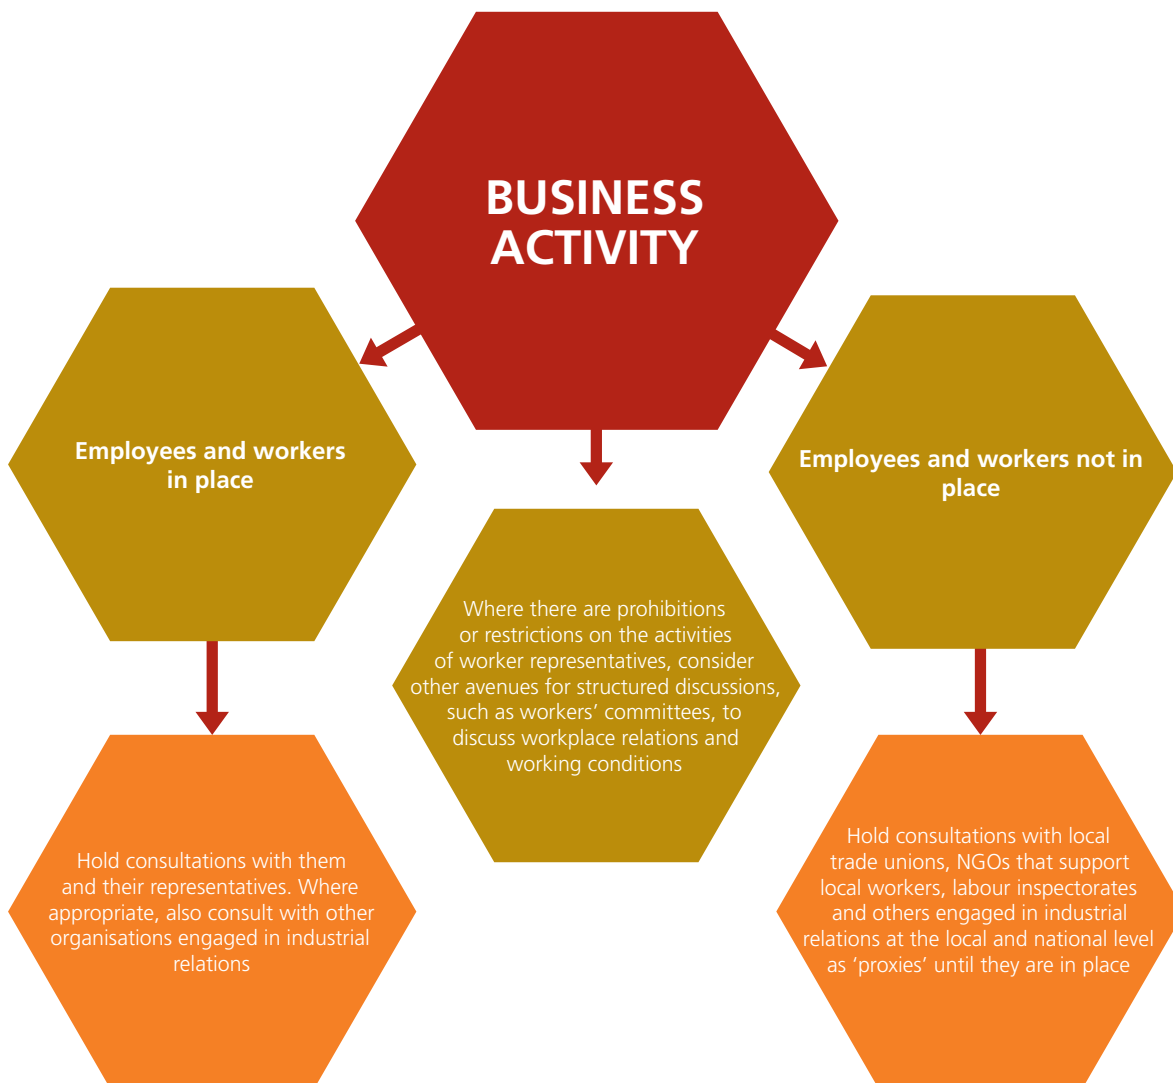 BUSINESS
ACTIVITY
Employees and workers
in place
Employees and workers not in
place
Where there are prohibitions
or restrictions on the activities
of worker representatives, consider
other avenues for structured discussions,
such as workers’ committees, to
discuss workplace relations and
working conditions
Hold consultations with them
and their representatives. Where
appropriate, also consult with other
organisations engaged in industrial
relations
Hold consultations with local
trade unions, NGOs that support
local workers, labour inspectorates
and others engaged in industrial
relations at the local and national level
as ‘proxies’ until they are in place